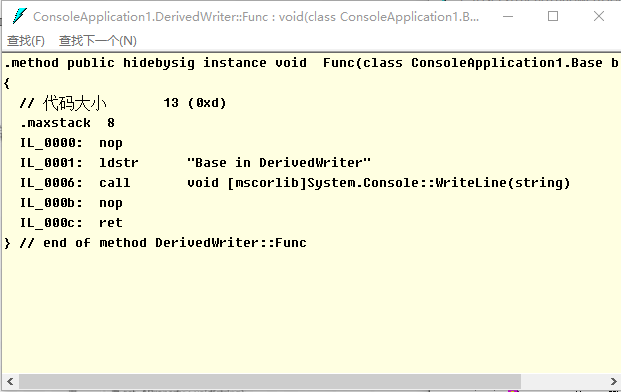 ConsoleApplication1.DerivedWriter::Func : void(class ConsoleApplication1.B...
查找(F) 查找下一个(N)
.method public hidebysig instance void  Func(class ConsoleApplication1.Base b
{
  // 代码大小       13 (0xd)
  .maxstack  8
  IL_0000:  nop
  IL_0001:  ldstr      "Base in DerivedWriter"
  IL_0006:  call       void [mscorlib]System.Console::WriteLine(string)
  IL_000b:  nop
  IL_000c:  ret
} // end of method DerivedWriter::Func